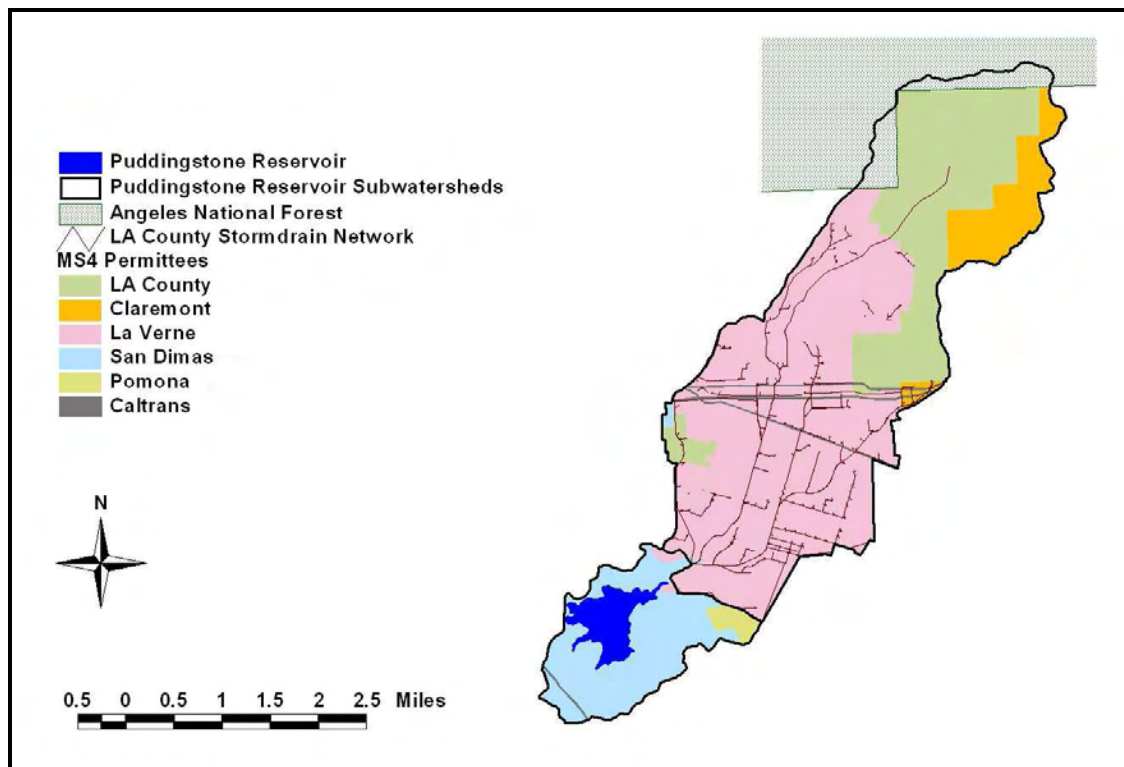 Puddingstone Reservoir
Puddingstone Reservoir Subwatersheds
Angeles National Forest
LA County Stormdrain Network
MS4 Permittees
LA County
Claremont
La Verne
San Dimas
Pomona
Caltrans
N
0.5 0 0.5 1 1.5 2 2.5 Miles